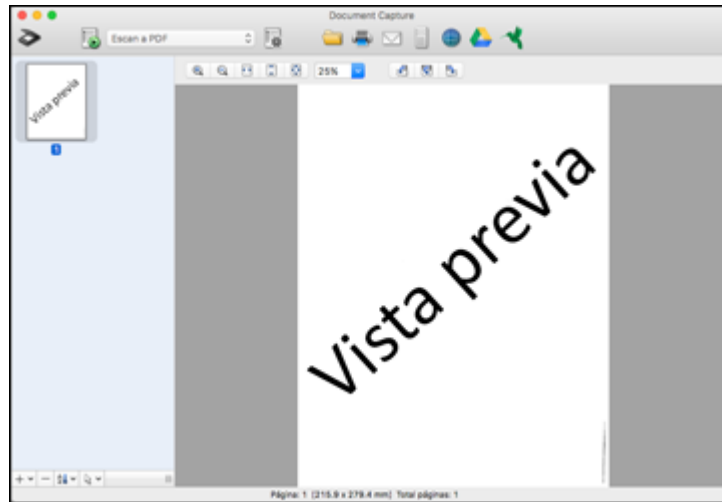 Document Capture
Escan a PDF
25%
Vista previa
1
Vista previa
Página: 1 (215.9 x 279.4 mm) Total páginas: 1